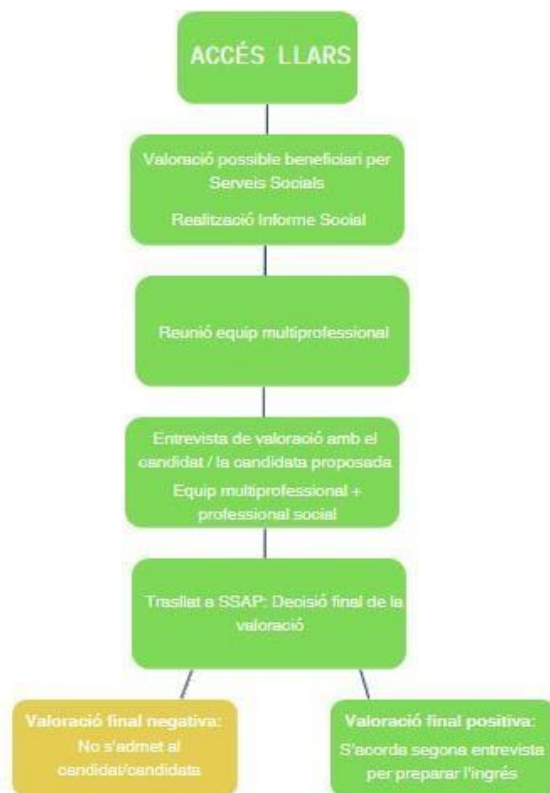 ACCÉS LLARS
Valoració possible beneficiari per
Serveis Socials
Realització Informe Social
Reunió equip multiprofessional
Entrevista de valoració amb el
candidat / la candidata proposada
Equip multiprofessional +
professional social
Trasllat a SSAP: Decisió final de la
valoració
Valoració final negativa:
No s'admet al
candidat/candidata
Valoració final positiva:
S'acorda segona entrevista
per preparar l'ingrés